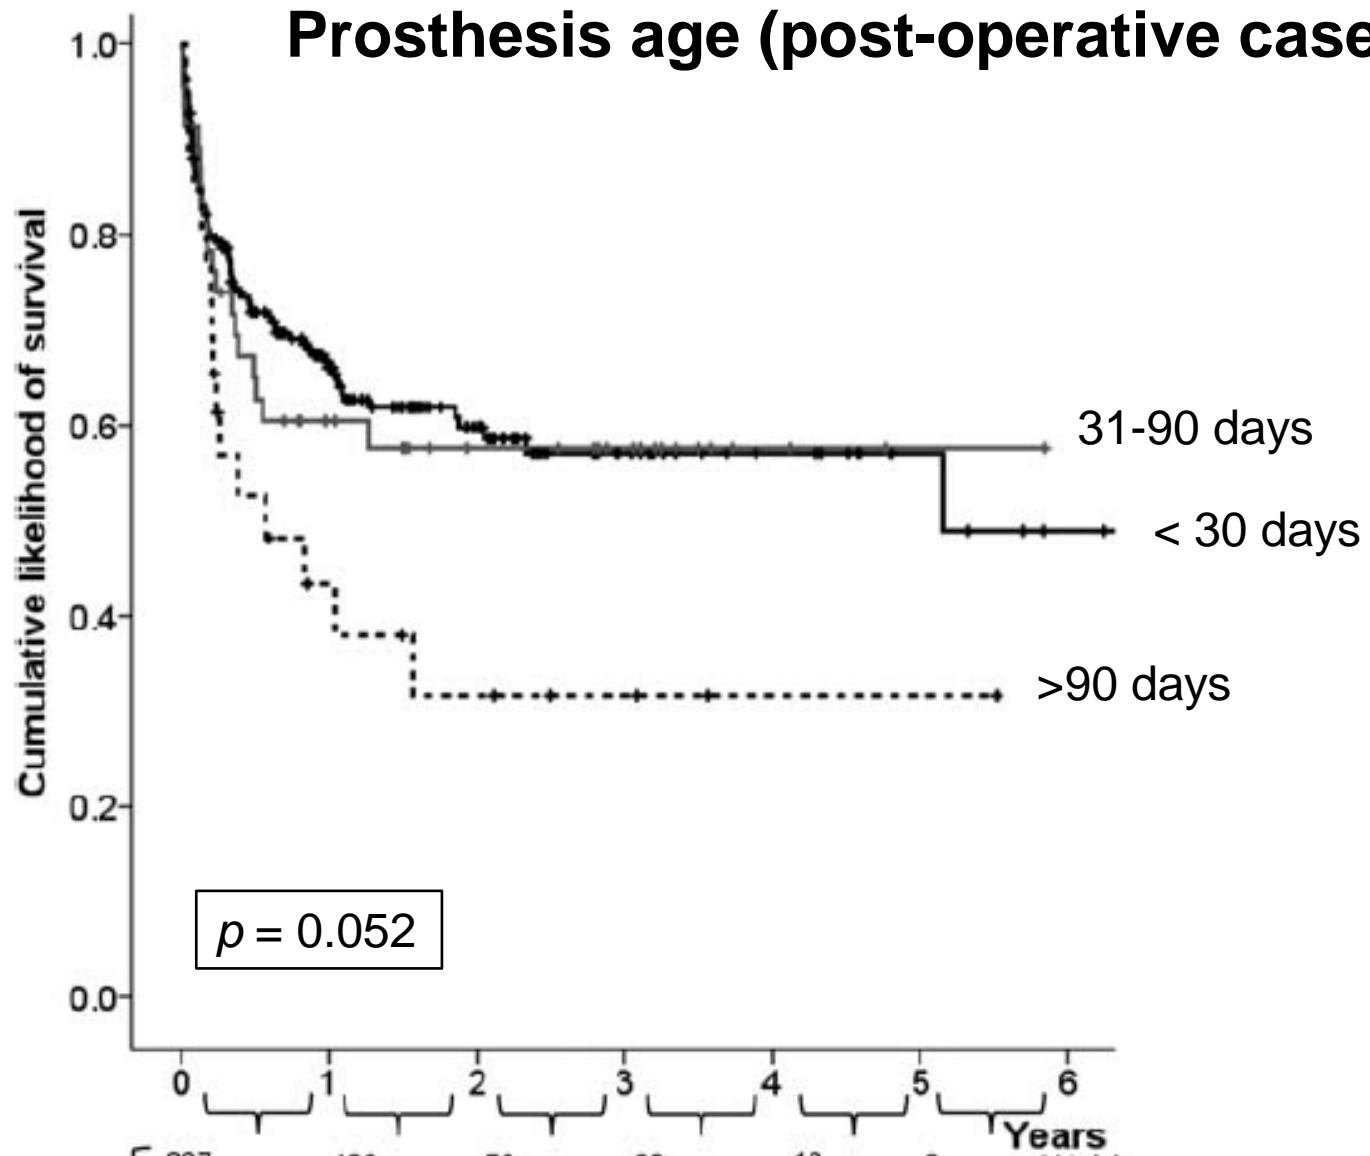 Prosthesis age (post-operative case
Cumulative likelihood of survival
1.0
0.8
0.6
0.4
0.2
0.0
31-90 days
< 30 days
>90 days
p = 0.052
0 1 2 3 4 5 6
Years